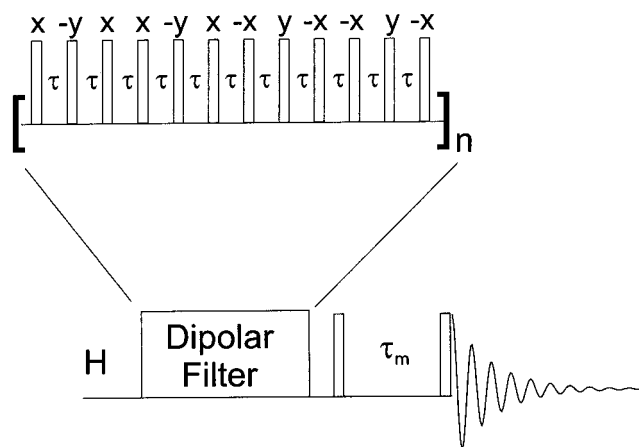 x -y x x -y x -x y -x -x y -x
τ τ τ τ τ τ τ τ τ τ τ
[ ]n
H
Dipolar
Filter
τm